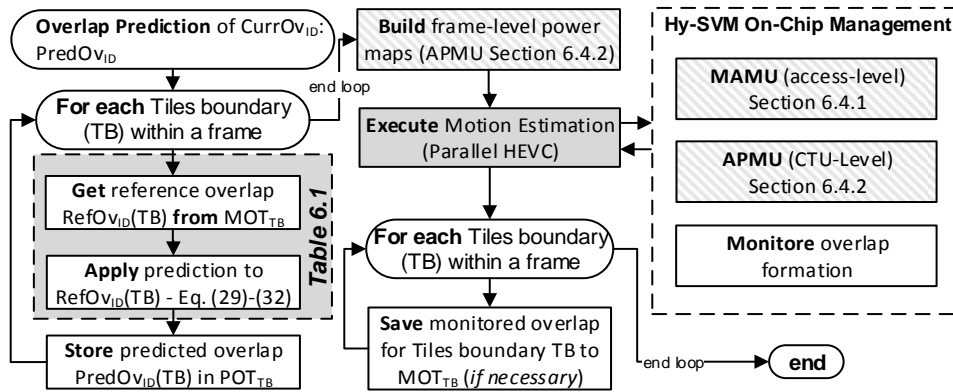 Overlap Prediction of CurrOvID:
PredOvID
For each Tiles boundary
(TB) within a frame
Get reference overlap
RefOvID(TB) from MOTTB
Apply prediction to
RefOvID(TB) - Eq. (29)-(32)
Table 6.1
Store predicted overlap
PredOvID(TB) in POTTB
end loop
Build frame-level power
maps (APMU Section 6.4.2)
Execute Motion Estimation
(Parallel HEVC)
For each Tiles boundary
(TB) within a frame
Save monitored overlap
for Tiles boundary TB to
MOTTB (if necessary)
end loop
end
Hy-SVM On-Chip Management
MAMU (access-level)
Section 6.4.1
APMU (CTU-Level)
Section 6.4.2
Monitore overlap
formation